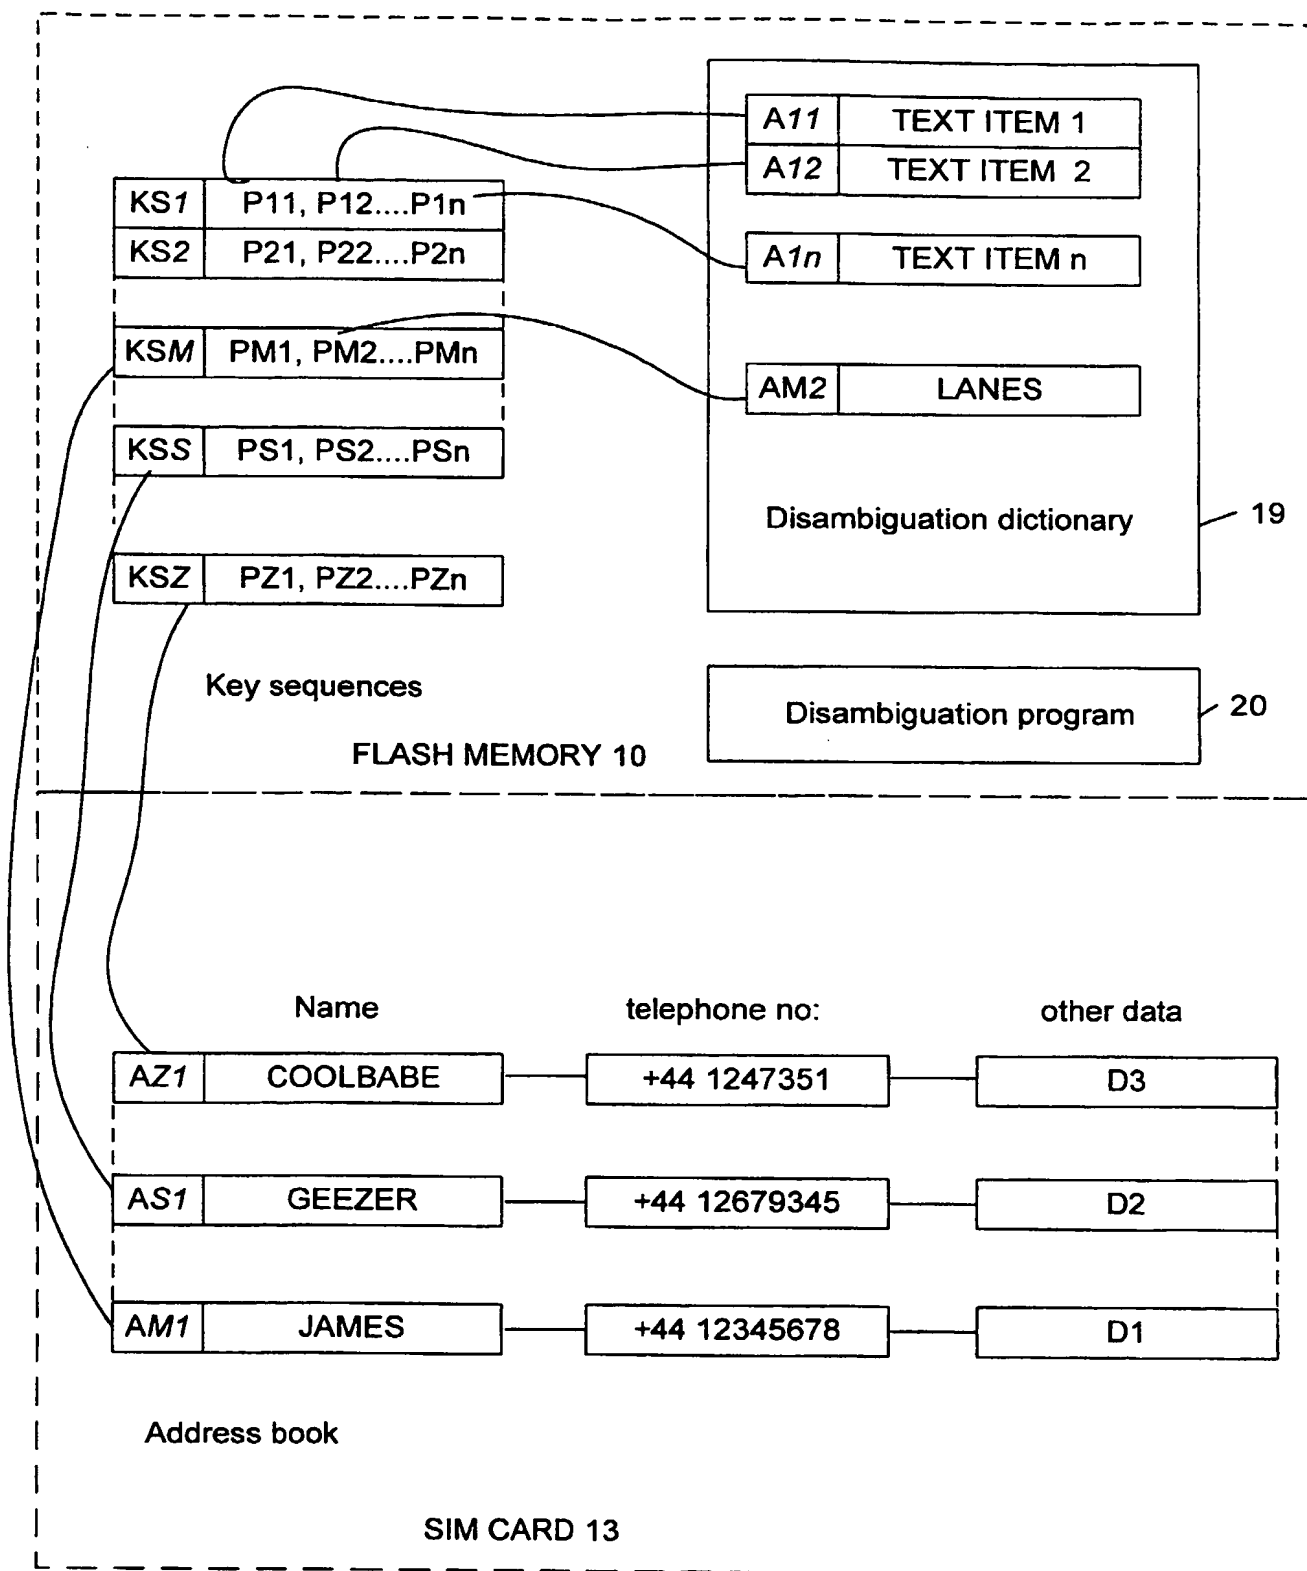 A11 TEXT ITEM 1
A12 TEXT ITEM 2
KS1 P11, P12....P1n
KS2 P21, P22....P2n
A1n TEXT ITEM n
KSM PM1, PM2....PMn
AM2 LANES
KSS PS1, PS2....PSn
Disambiguation dictionary
19
KSZ PZ1, PZ2....PZn
Key sequences
Disambiguation program
20
FLASH MEMORY 10
Name telephone no: other data
AZ1 COOLBABE +44 1247351 D3
AS1 GEEZER +44 12679345 D2
AM1 JAMES +44 12345678 D1
Address book
SIM CARD 13